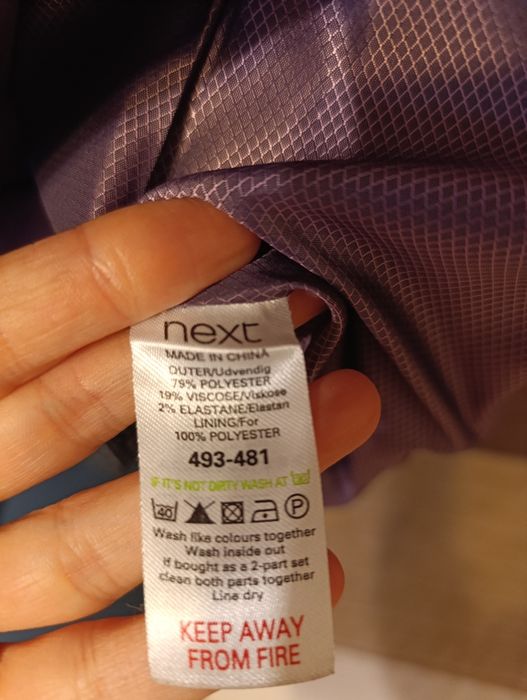 next
MADE IN CHINA
OUTER/Udvendig
79% POLYESTER
19% VISCOSE/Viskose
2% ELASTANE/Elastan
LINING/For
100% POLYESTER
493-481
IF IT'S NOT DIRTY WASH AT 30
40 P
Wash like colours together
Wash inside out
If bought as a 2-part set
clean both parts together
Line dry
KEEP AWAY
FROM FIRE